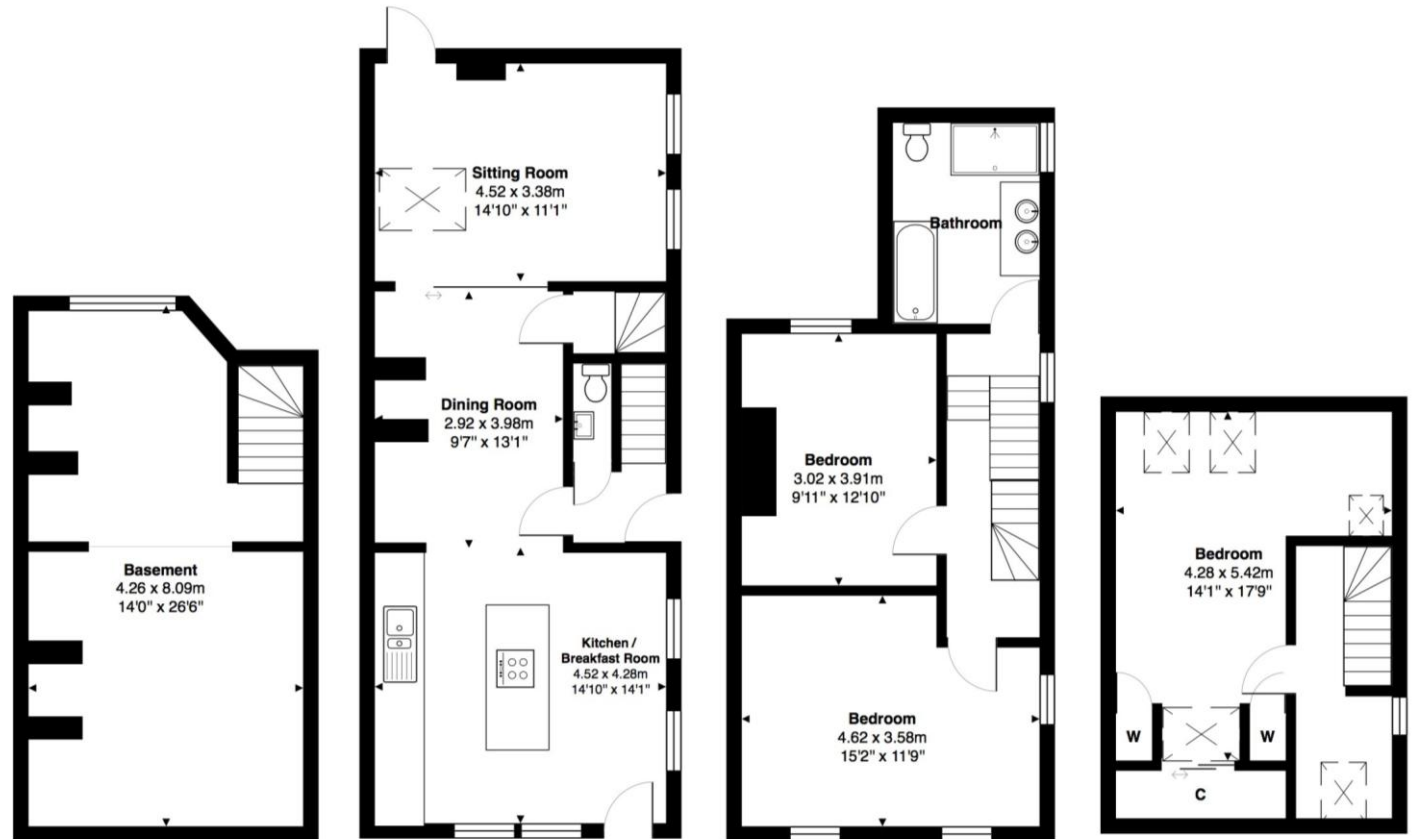 Basement
4.26 x 8.09m
14'0" x 26'6"
Sitting Room
4.52 x 3.38m
14'10" x 11'1"
Dining Room
2.92 x 3.98m
9'7" x 13'1"
Kitchen /
Breakfast Room
4.52 x 4.28m
14'10" x 14'1"
Bathroom
Bedroom
3.02 x 3.91m
9'11" x 12'10"
Bedroom
4.62 x 3.58m
15'2" x 11'9"
Bedroom
4.28 x 5.42m
14'1" x 17'9"
W
W
C